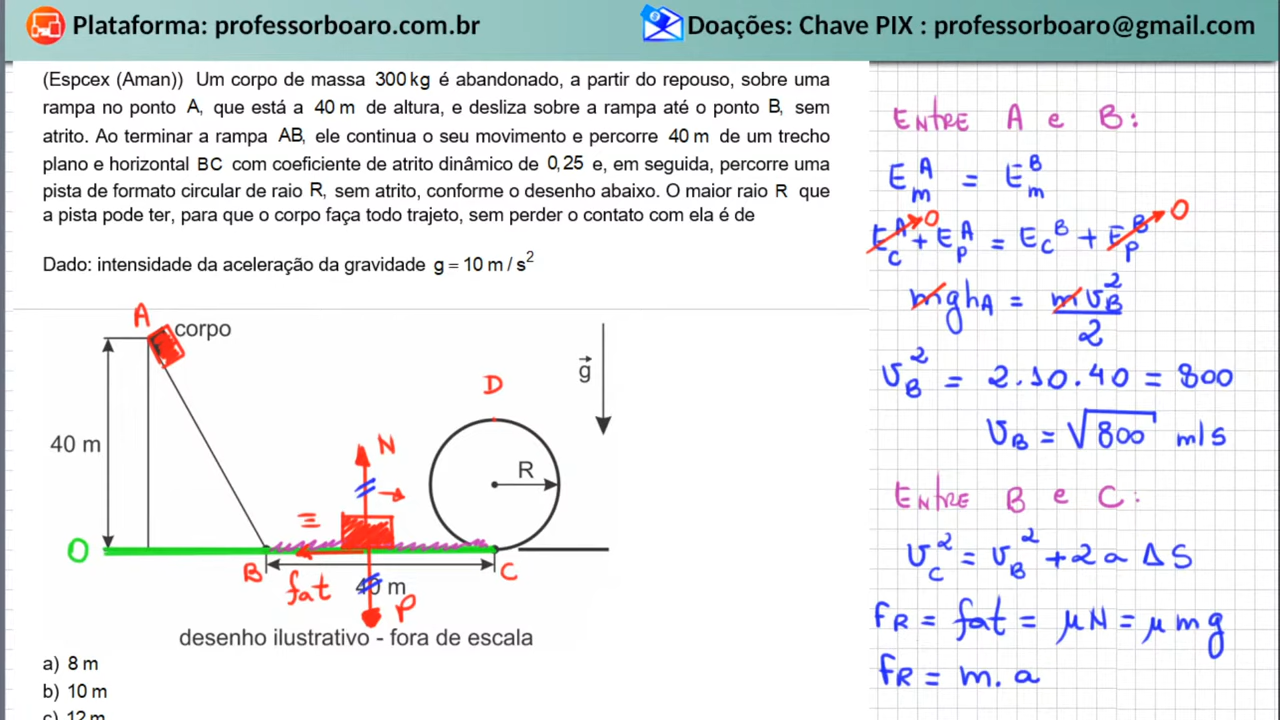 Plataforma: professorboaro.com.br
Doações: Chave PIX : professorboaro@gmail.com
(Espcex (Aman)) Um corpo de massa 300 kg é abandonado, a partir do repouso, sobre uma
rampa no ponto A, que está a 40 m de altura, e desliza sobre a rampa até o ponto B, sem
atrito. Ao terminar a rampa AB, ele continua o seu movimento e percorre 40 m de um trecho
plano e horizontal BC com coeficiente de atrito dinâmico de 0,25 e, em seguida, percorre uma
pista de formato circular de raio R, sem atrito, conforme o desenho abaixo. O maior raio R que
a pista pode ter, para que o corpo faça todo trajeto, sem perder o contato com ela é de
Dado: intensidade da aceleração da gravidade g = 10 m / s²
A
corpo
D
g
40 m
N
R
O
B
fat
40 m
P
C
desenho ilustrativo - fora de escala
a) 8 m
b) 10 m
c) 12 m
ENTRE A e B:
E_m^A = E_m^B
E_C^A→0 + E_P^A = E_C^B + E_P^B→0
mgh_A = mv_B²/2
v_B² = 2.10.40 = 800
v_B = √800 m/s
ENTRE B e C:
v_C² = v_B² + 2a ΔS
F_R = fat = μN = μmg
F_R = m.a